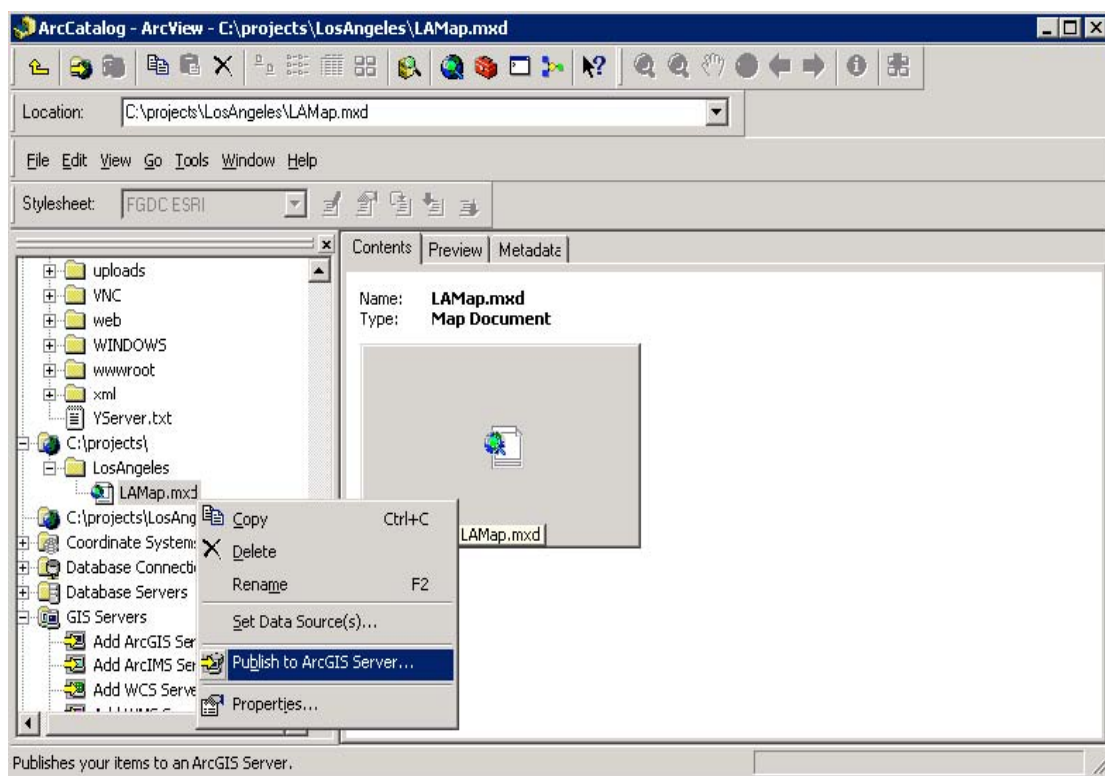 ArcCatalog - ArcView - C:\projects\LosAngeles\LAMap.mxd
Location: C:\projects\LosAngeles\LAMap.mxd
File Edit View Go Tools Window Help
Stylesheet: FGDC ESRI
Contents Preview Metadata
uploads
VNC
web
WINDOWS
wwwroot
xml
YServer.txt
C:\projects\
LosAngeles
LAMap.mxd
C:\projects\LosAng
Coordinate System
Database Connecti
Database Servers
GIS Servers
Add ArcGIS Ser
Add ArcIMS Ser
Add WCS Serve
Name: LAMap.mxd
Type: Map Document
LAMap.mxd
Copy Ctrl+C
Delete
Rename F2
Set Data Source(s)...
Publish to ArcGIS Server...
Properties...
Publishes your items to an ArcGIS Server.